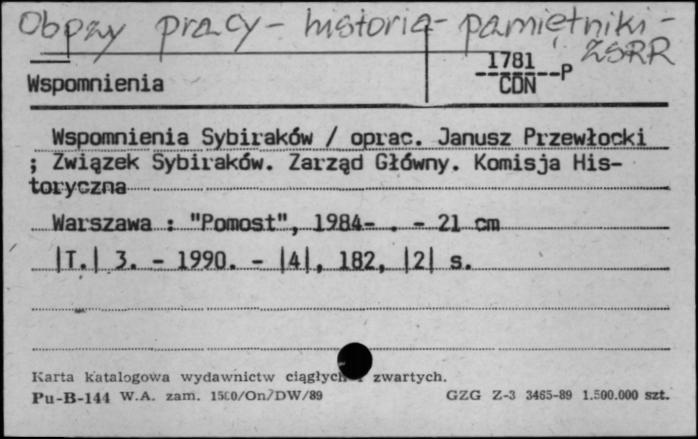 Obozy pracy - historia - pamiętniki -
ZSRR
1781
Wspomnienia ---------P
CDN
Wspomnienia Sybiraków / oprac. Janusz Przewłocki
; Związek Sybiraków. Zarząd Główny. Komisja His-
toryczna
Warszawa : "Pomost", 1984- . - 21 cm
|T.| 3. - 1990. - |4|, 182, |2| s.
Karta katalogowa wydawnictw ciągłych i zwartych.
Pu-B-144 W.A. zam. 1500/On/DW/89 GZG Z-3 3465-89 1.500.000 szt.